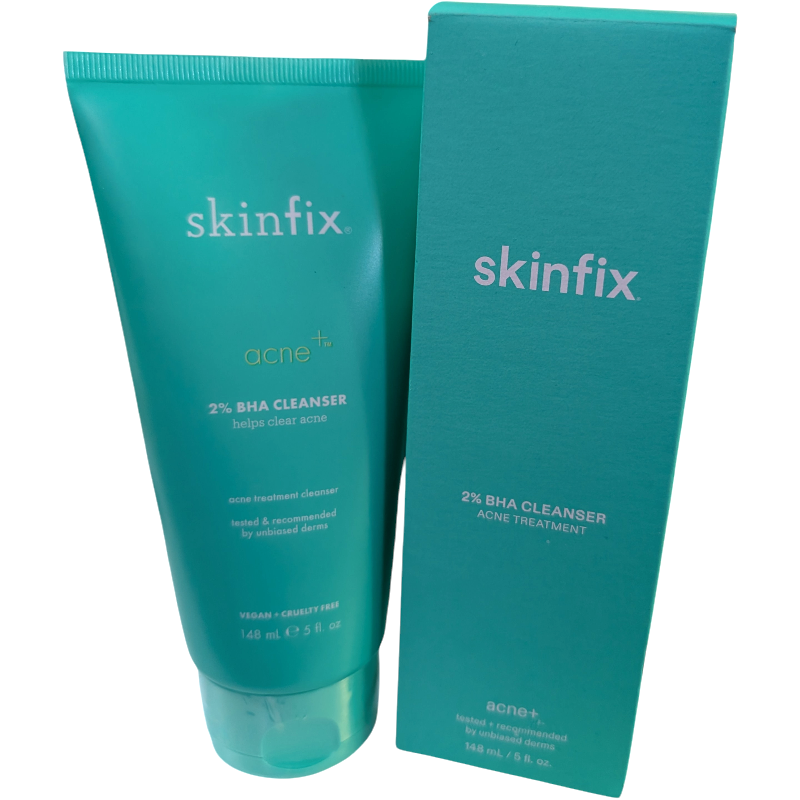 skinfix®
acne+™
2% BHA CLEANSER
helps clear acne
acne treatment cleanser
tested & recommended
by unbiased derms
VEGAN + CRUELTY FREE
148 mL ℮ 5 fl. oz
skinfix
2% BHA CLEANSER
ACNE TREATMENT
acne+
tested + recommended
by unbiased derms
148 mL / 5 fl. oz.